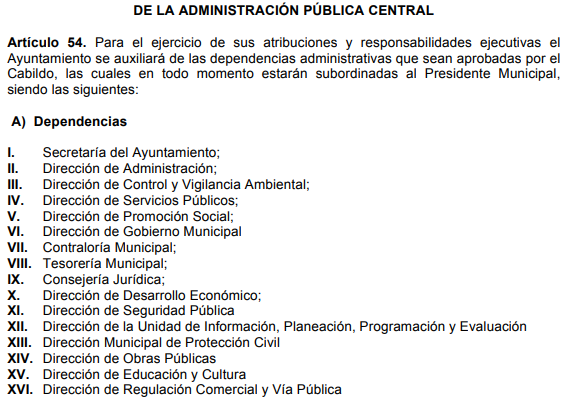 DE LA ADMINISTRACIÓN PÚBLICA CENTRAL
Artículo 54. Para el ejercicio de sus atribuciones y responsabilidades ejecutivas el
Ayuntamiento se auxiliará de las dependencias administrativas que sean aprobadas por el
Cabildo, las cuales en todo momento estarán subordinadas al Presidente Municipal,
siendo las siguientes:
A) Dependencias
I. Secretaría del Ayuntamiento;
II. Dirección de Administración;
III. Dirección de Control y Vigilancia Ambiental;
IV. Dirección de Servicios Públicos;
V. Dirección de Promoción Social;
VI. Dirección de Gobierno Municipal
VII. Contraloría Municipal;
VIII. Tesorería Municipal;
IX. Consejería Jurídica;
X. Dirección de Desarrollo Económico;
XI. Dirección de Seguridad Pública
XII. Dirección de la Unidad de Información, Planeación, Programación y Evaluación
XIII. Dirección Municipal de Protección Civil
XIV. Dirección de Obras Públicas
XV. Dirección de Educación y Cultura
XVI. Dirección de Regulación Comercial y Vía Pública